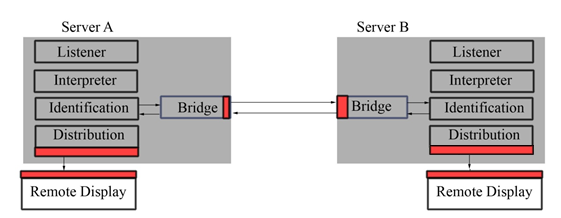 Server A
Server B
Listener
Interpreter
Identification
Distribution
Bridge
Remote Display
Bridge
Listener
Interpreter
Identification
Distribution
Remote Display